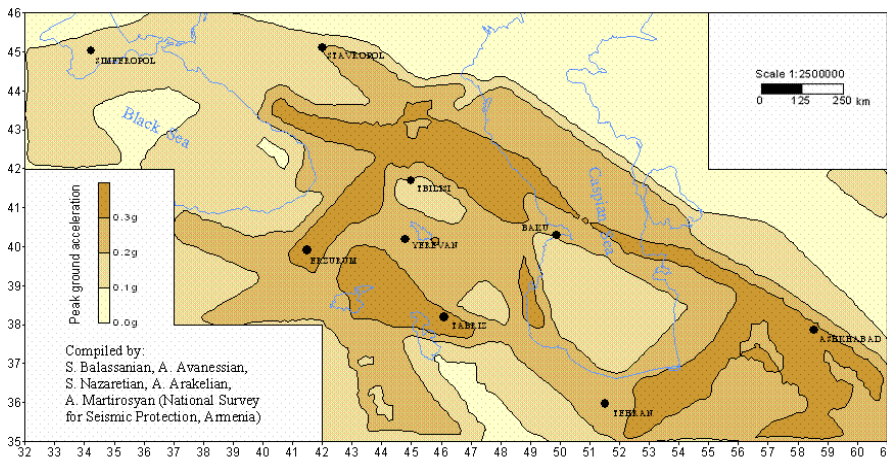 46
45
44
43
42
41
40
39
38
37
36
35
SIMFEROPOL
STAVROPOL
Black Sea
Scale 1:2500000
0 125 250 km
Caspian Sea
TBILISI
BAKU
YEREVAN
ERZURUM
TABRIZ
ASHKHABAD
TEHRAN
Peak ground acceleration
0.3g
0.2g
0.1g
0.0g
Compiled by:
S. Balassanian, A. Avanessian,
S. Nazaretian, A. Arakelian,
A. Martirosyan (National Survey
for Seismic Protection, Armenia)
32 33 34 35 36 37 38 39 40 41 42 43 44 45 46 47 48 49 50 51 52 53 54 55 56 57 58 59 60 61